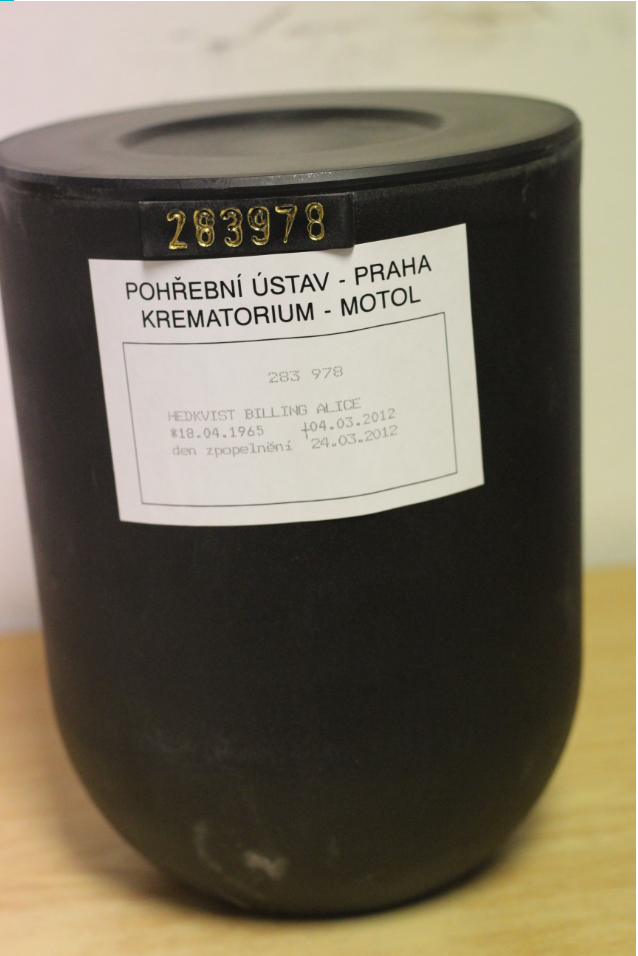 283978
POHŘEBNÍ ÚSTAV - PRAHA
KREMATORIUM - MOTOL
283 978
HEDKVIST BILLING ALICE
*18.04.1965 †04.03.2012
den zpopelnění 24.03.2012